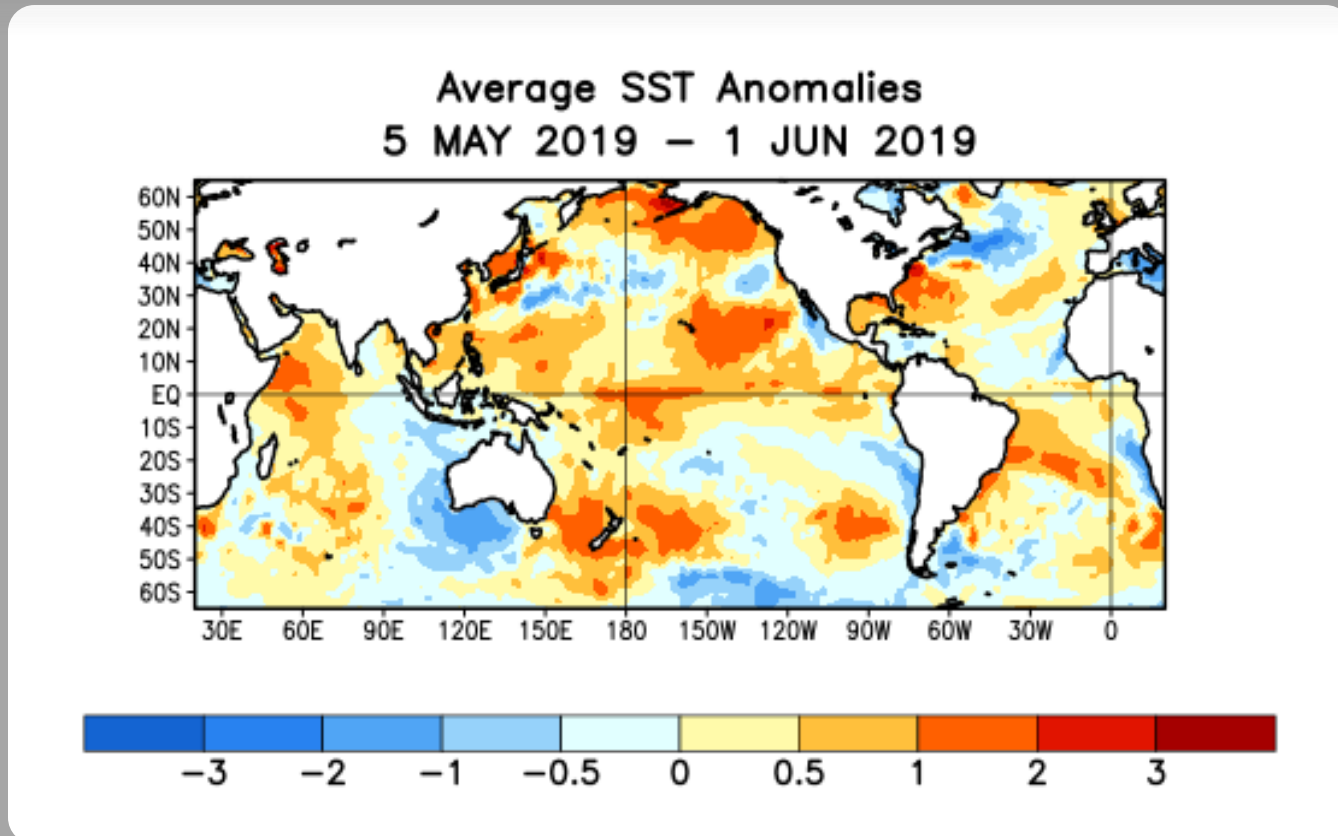 Average SST Anomalies
5 MAY 2019 – 1 JUN 2019
60N
50N
40N
30N
20N
10N
EQ
10S
20S
30S
40S
50S
60S
30E 60E 90E 120E 150E 180 150W 120W 90W 60W 30W 0
−3 −2 −1 −0.5 0 0.5 1 2 3